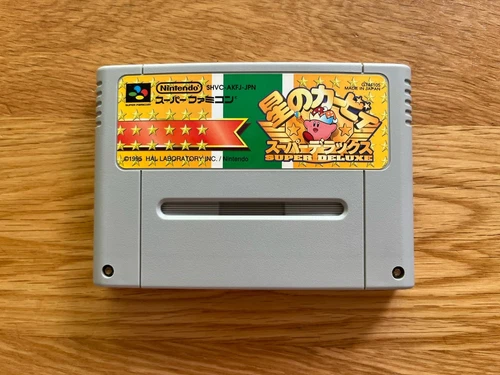 Nintendo SHVC-AKFJ-JPN
スーパーファミコン
MADE IN JAPAN
星のカービィ
スーパーデラックス
SUPER DELUXE
©1996 HAL LABORATORY INC. / Nintendo